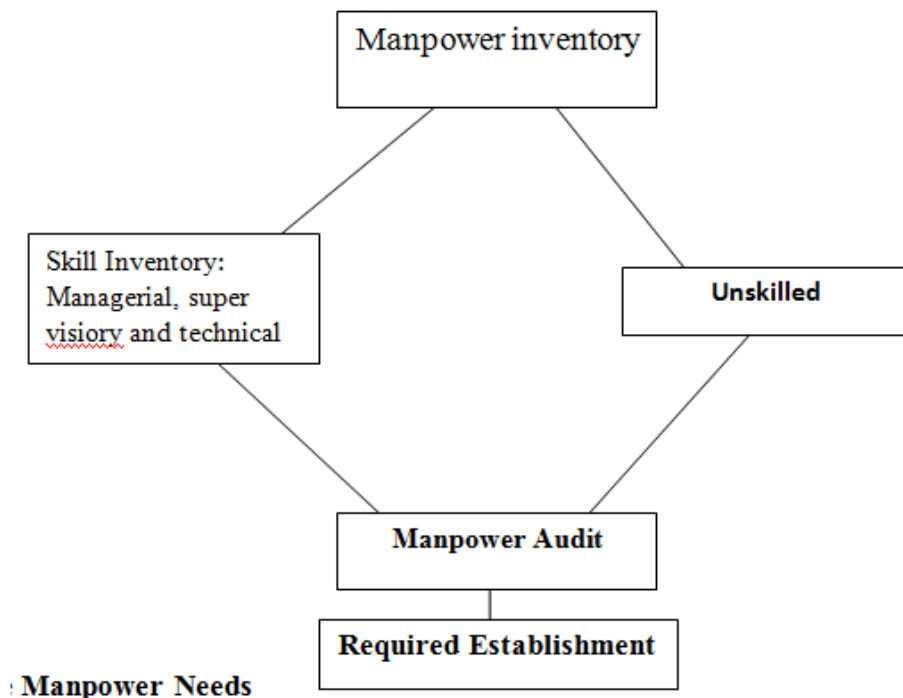 Manpower inventory
Skill Inventory:
Managerial, super
visiory and technical
Unskilled
Manpower Audit
Required Establishment
: Manpower Needs